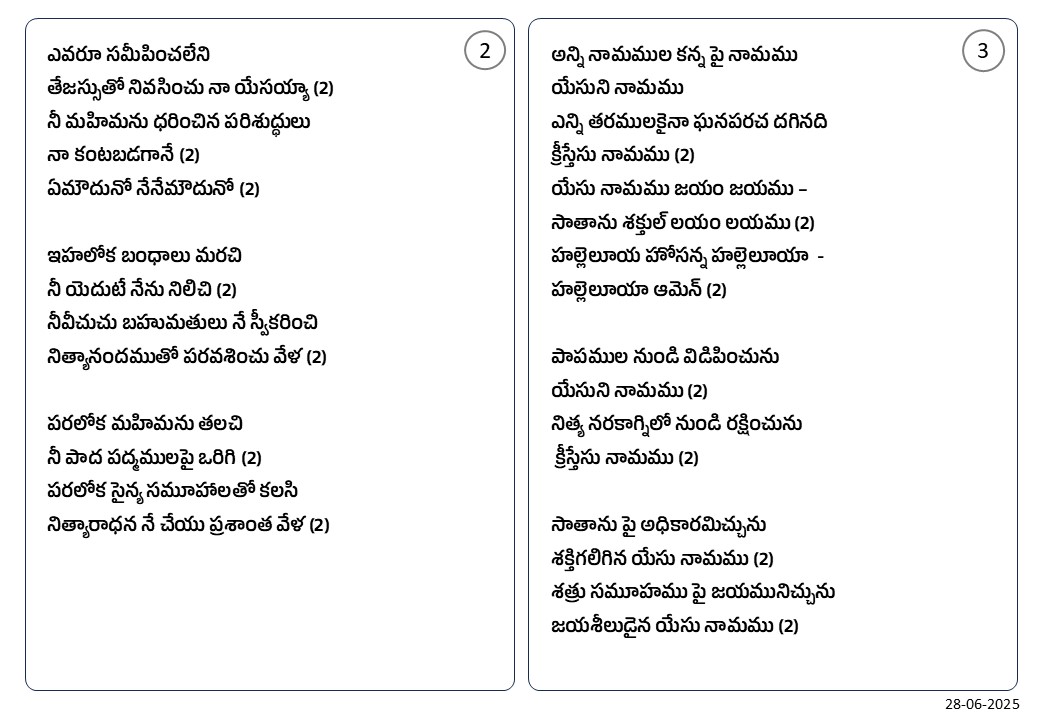 2
ఎవరూ సమీపించలేని
తేజస్సుతో నివసించు నా యేసయ్యా (2)
నీ మహిమను ధరించిన పరిశుద్ధులు
నా కంటబడగానే (2)
ఏమౌదునో నేనేమౌదునో (2)
ఇహలోక బంధాలు మరచి
నీ యెదుటే నేను నిలిచి (2)
నీవీచుచు బహుమతులు నే స్వీకరించి
నిత్యానందముతో పరవశించు వేళ (2)
పరలోక మహిమను తలచి
నీ పాద పద్మములపై ఒరిగి (2)
పరలోక సైన్య సమూహాలతో కలసి
నిత్యారాధన నే చేయు ప్రశాంత వేళ (2)
3
అన్ని నామముల కన్న పై నామము
యేసుని నామము
ఎన్ని తరములకైనా ఘనపరచ దగినది
క్రీస్తేసు నామము (2)
యేసు నామము జయం జయము –
సాతాను శక్తుల్ లయం లయము (2)
హల్లెలూయ హోసన్న హల్లెలూయా -
హల్లెలూయా ఆమెన్ (2)
పాపముల నుండి విడిపించును
యేసుని నామము (2)
నిత్య నరకాగ్నిలో నుండి రక్షించును
క్రీస్తేసు నామము (2)
సాతాను పై అధికారమిచ్చును
శక్తిగలిగిన యేసు నామము (2)
శత్రు సమూహము పై జయమునిచ్చును
జయశీలుడైన యేసు నామము (2)
28-06-2025